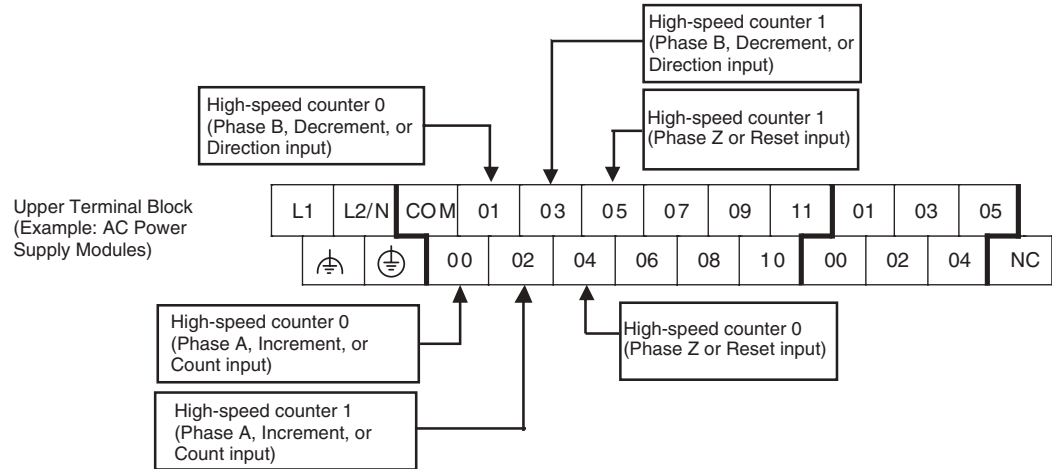 High-speed counter 1
(Phase B, Decrement, or
Direction input)
High-speed counter 0
(Phase B, Decrement, or
Direction input)
High-speed counter 1
(Phase Z or Reset input)
Upper Terminal Block
(Example: AC Power
Supply Modules)
L1 L2/N COM 01 03 05 07 09 11 01 03 05
00 02 04 06 08 10 00 02 04 NC
High-speed counter 0
(Phase A, Increment, or
Count input)
High-speed counter 0
(Phase Z or Reset input)
High-speed counter 1
(Phase A, Increment, or
Count input)